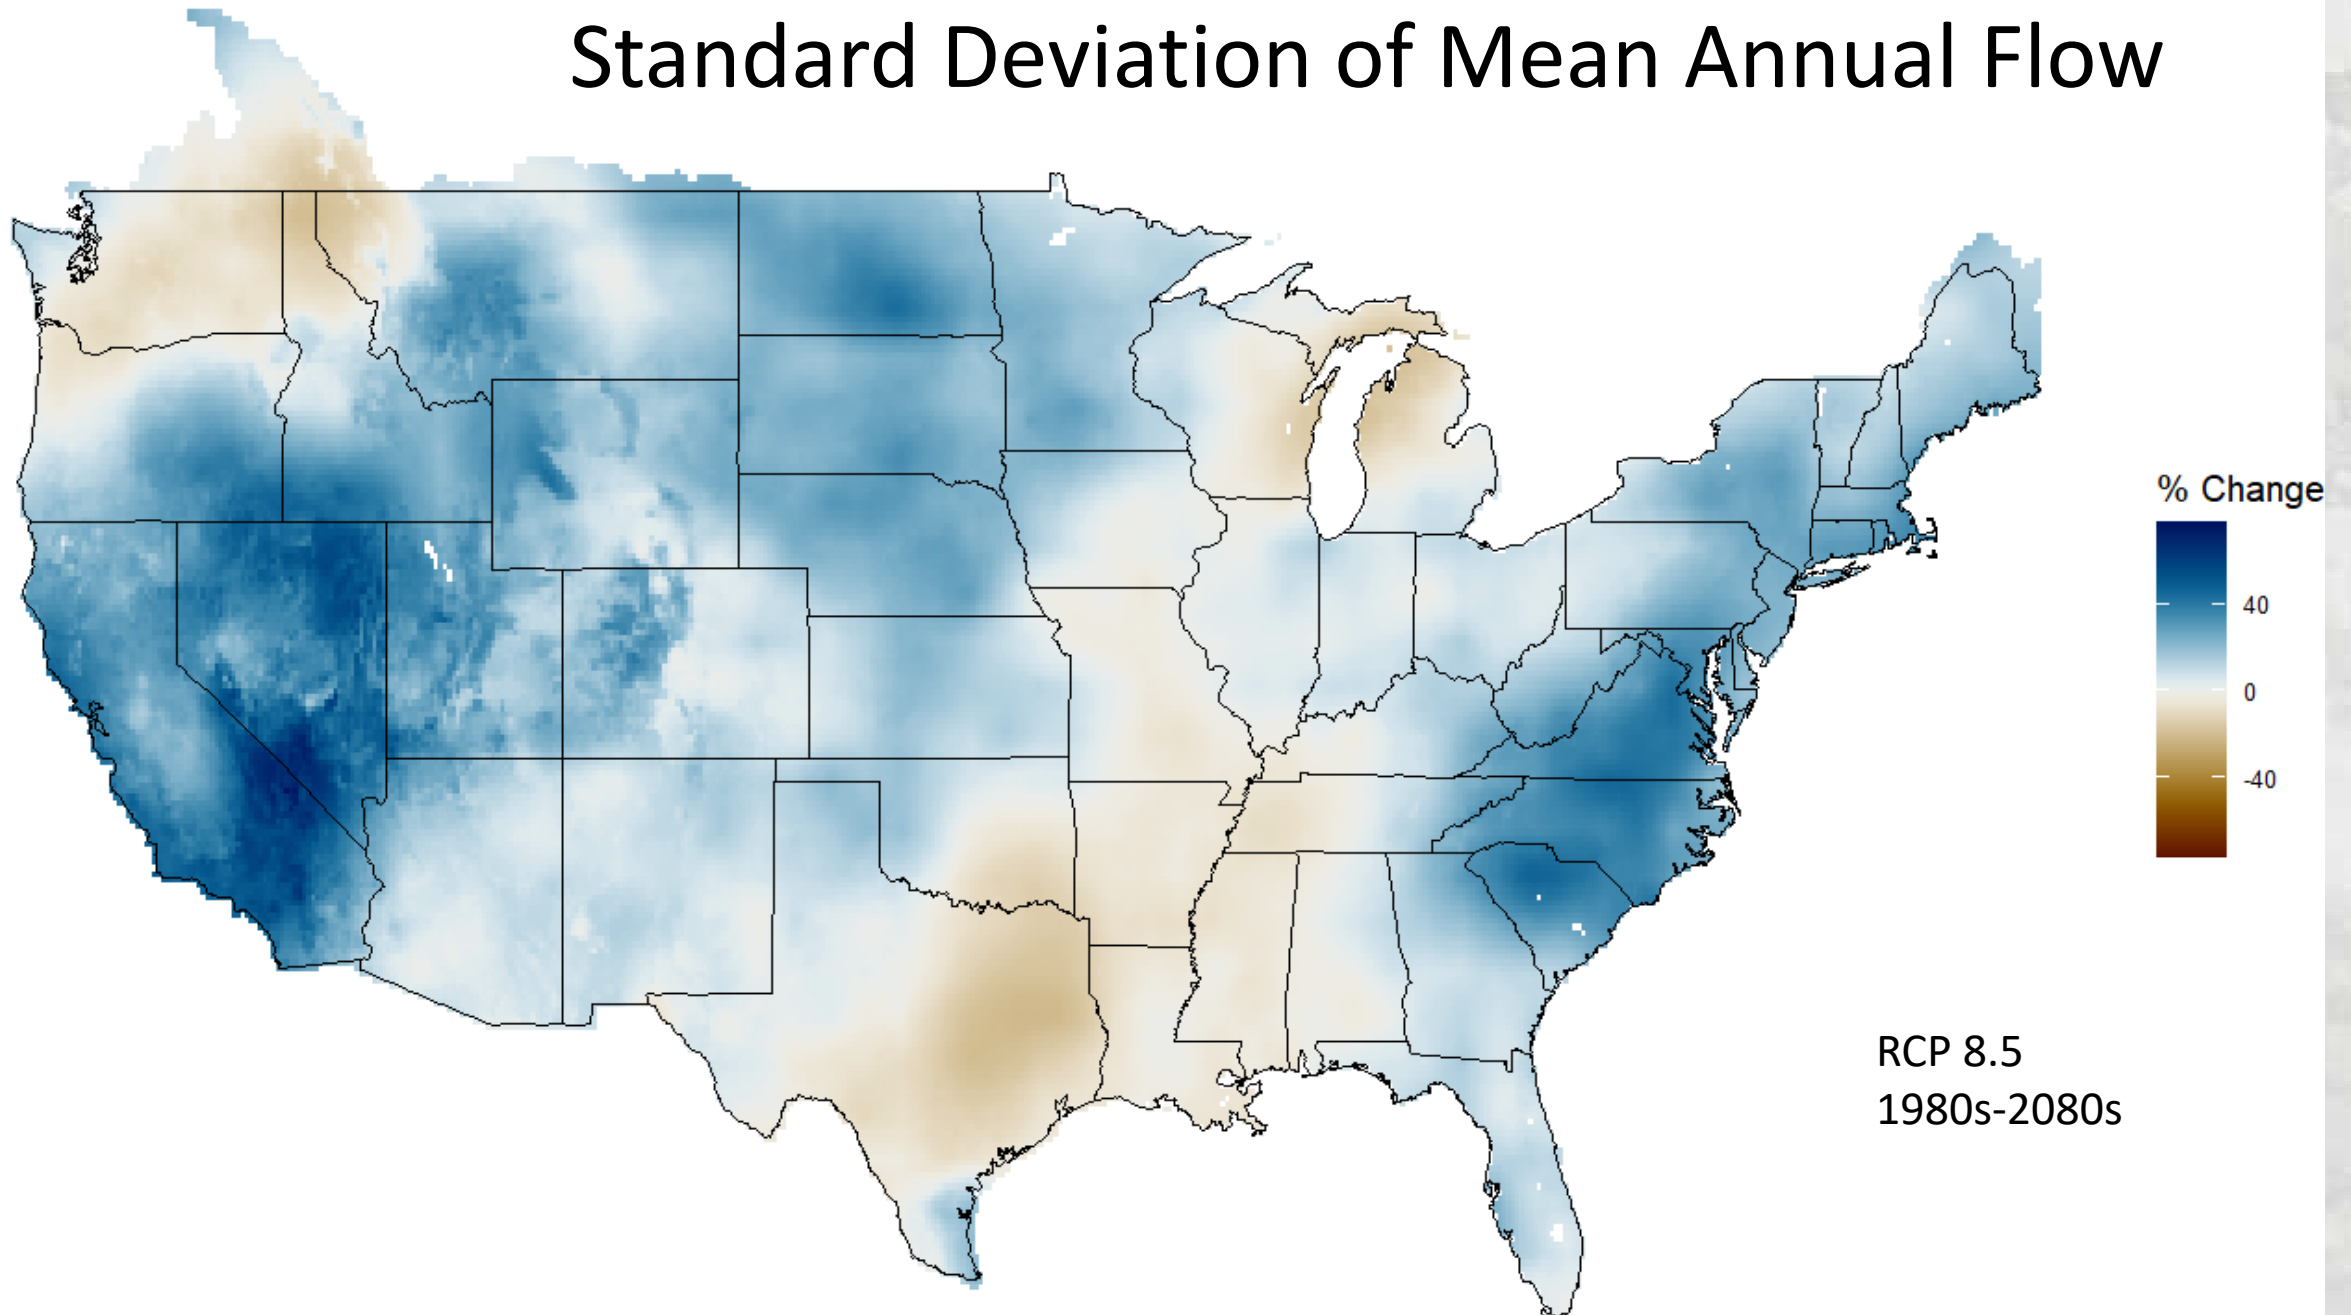 Standard Deviation of Mean Annual Flow
% Change
40
0
-40
RCP 8.5
1980s-2080s